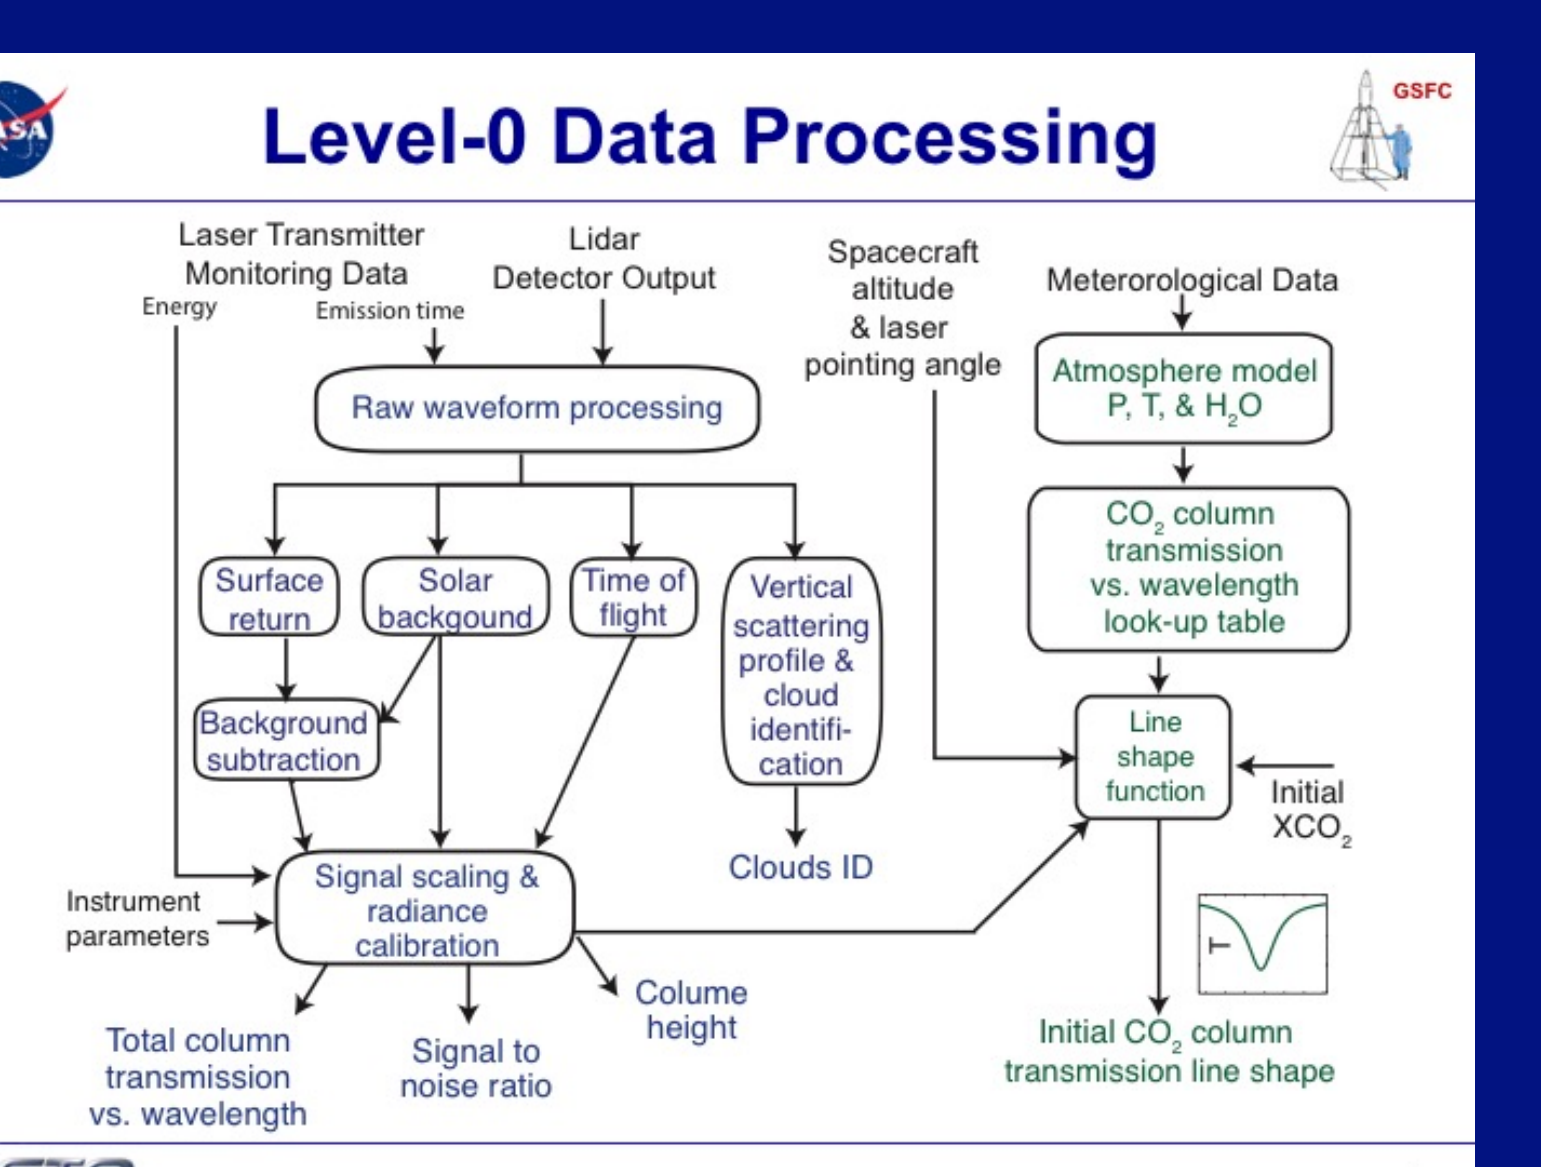 GSFC
Level-0 Data Processing
Laser Transmitter
Monitoring Data
Energy
Emission time
Lidar
Detector Output
Spacecraft
altitude
& laser
pointing angle
Meterorological Data
Raw waveform processing
Atmosphere model
P, T, & H₂O
CO₂ column
transmission
vs. wavelength
look-up table
Surface
return
Solar
backgound
Time of
flight
Vertical
scattering
profile &
cloud
identifi-
cation
Background
subtraction
Line
shape
function
Initial
XCO₂
Clouds ID
Signal scaling &
radiance
calibration
Instrument
parameters
T
Colume
height
Total column
transmission
vs. wavelength
Signal to
noise ratio
Initial CO₂ column
transmission line shape